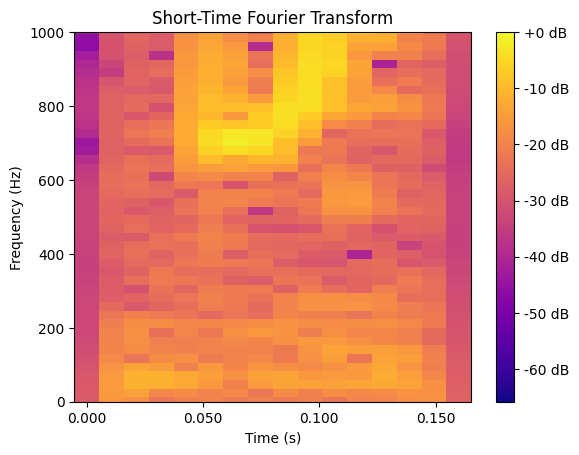 Short-Time Fourier Transform
1000
800
600
400
200
0
Frequency (Hz)
0.000
0.050
0.100
0.150
Time (s)
+0 dB
-10 dB
-20 dB
-30 dB
-40 dB
-50 dB
-60 dB